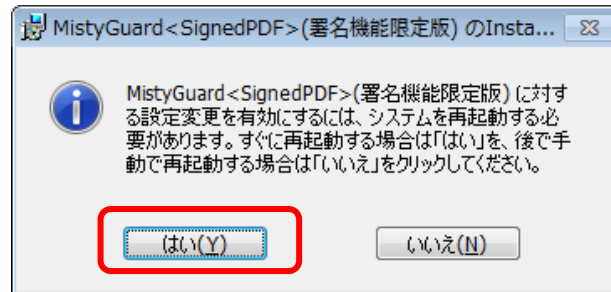 MistyGuard<SignedPDF>(署名機能限定版) のInsta...
MistyGuard<SignedPDF>(署名機能限定版) に対す
る設定変更を有効にするには、システムを再起動する必
要があります。すぐに再起動する場合は「はい」を、後で手
動で再起動する場合は「いいえ」をクリックしてください。
はい(Y)
いいえ(N)